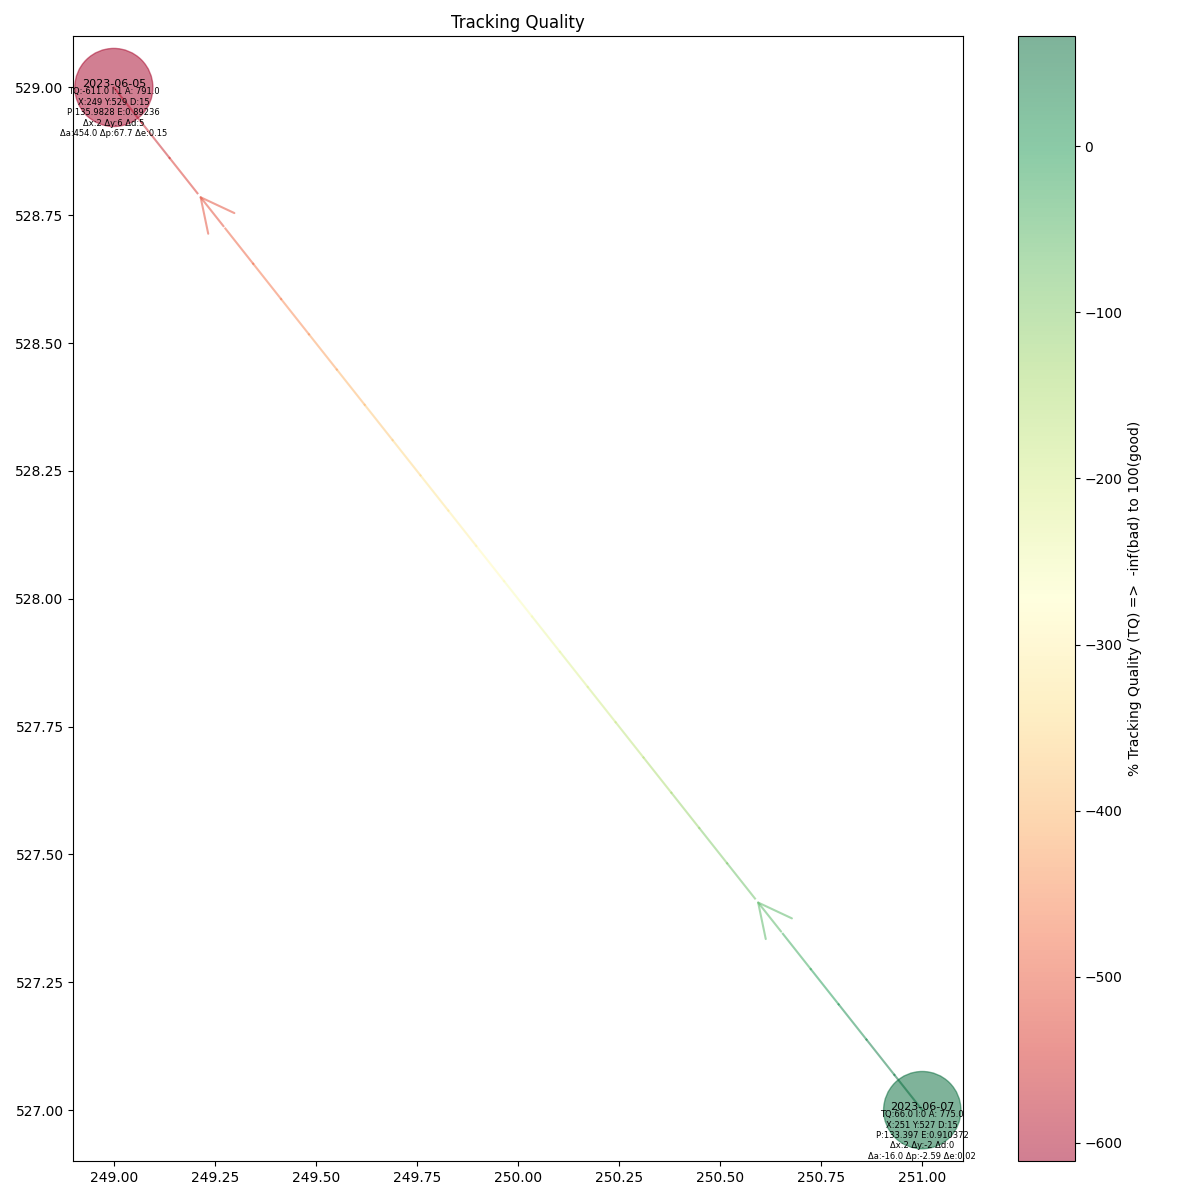 Tracking Quality
2023-06-05
TQ:-611.0 I:1 A: 791.0
X:249 Y:529 D:15
P:135.9828 E:0.89236
Δx:2 Δy:6 Δd:5
Δa:454.0 Δp:67.7 Δe:0.15
2023-06-07
TQ:66.0 I:0 A: 775.0
X:251 Y:527 D:15
P:133.397 E:0.910372
Δx:2 Δy:-2 Δd:0
Δa:-16.0 Δp:-2.59 Δe:0.02
529.00
528.75
528.50
528.25
528.00
527.75
527.50
527.25
527.00
249.00 249.25 249.50 249.75 250.00 250.25 250.50 250.75 251.00
0
−100
−200
−300
−400
−500
−600
% Tracking Quality (TQ) => -inf(bad) to 100(good)